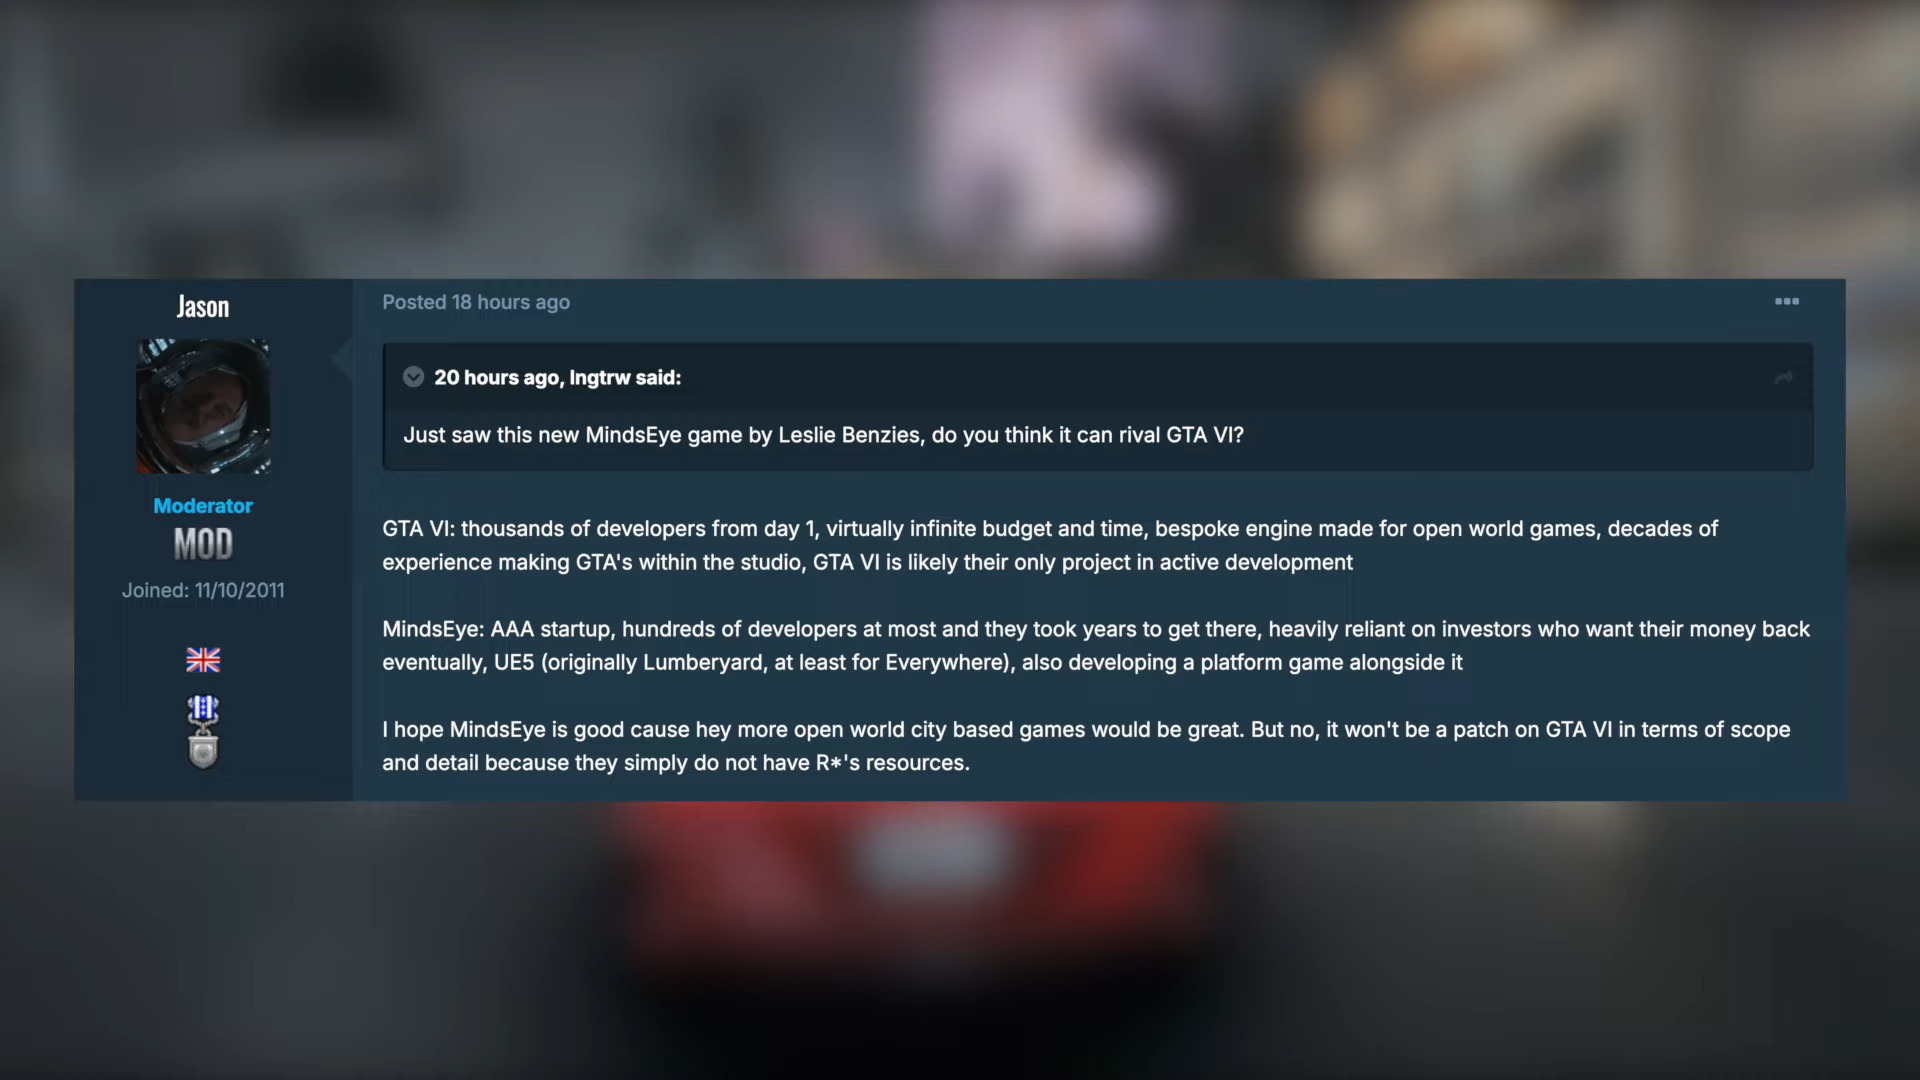 Jason
Moderator
MOD
Joined: 11/10/2011
Posted 18 hours ago
20 hours ago, Ingtrw said:
Just saw this new MindsEye game by Leslie Benzies, do you think it can rival GTA VI?
GTA VI: thousands of developers from day 1, virtually infinite budget and time, bespoke engine made for open world games, decades of
experience making GTA's within the studio, GTA VI is likely their only project in active development
MindsEye: AAA startup, hundreds of developers at most and they took years to get there, heavily reliant on investors who want their money back
eventually, UE5 (originally Lumberyard, at least for Everywhere), also developing a platform game alongside it
I hope MindsEye is good cause hey more open world city based games would be great. But no, it won't be a patch on GTA VI in terms of scope
and detail because they simply do not have R*'s resources.